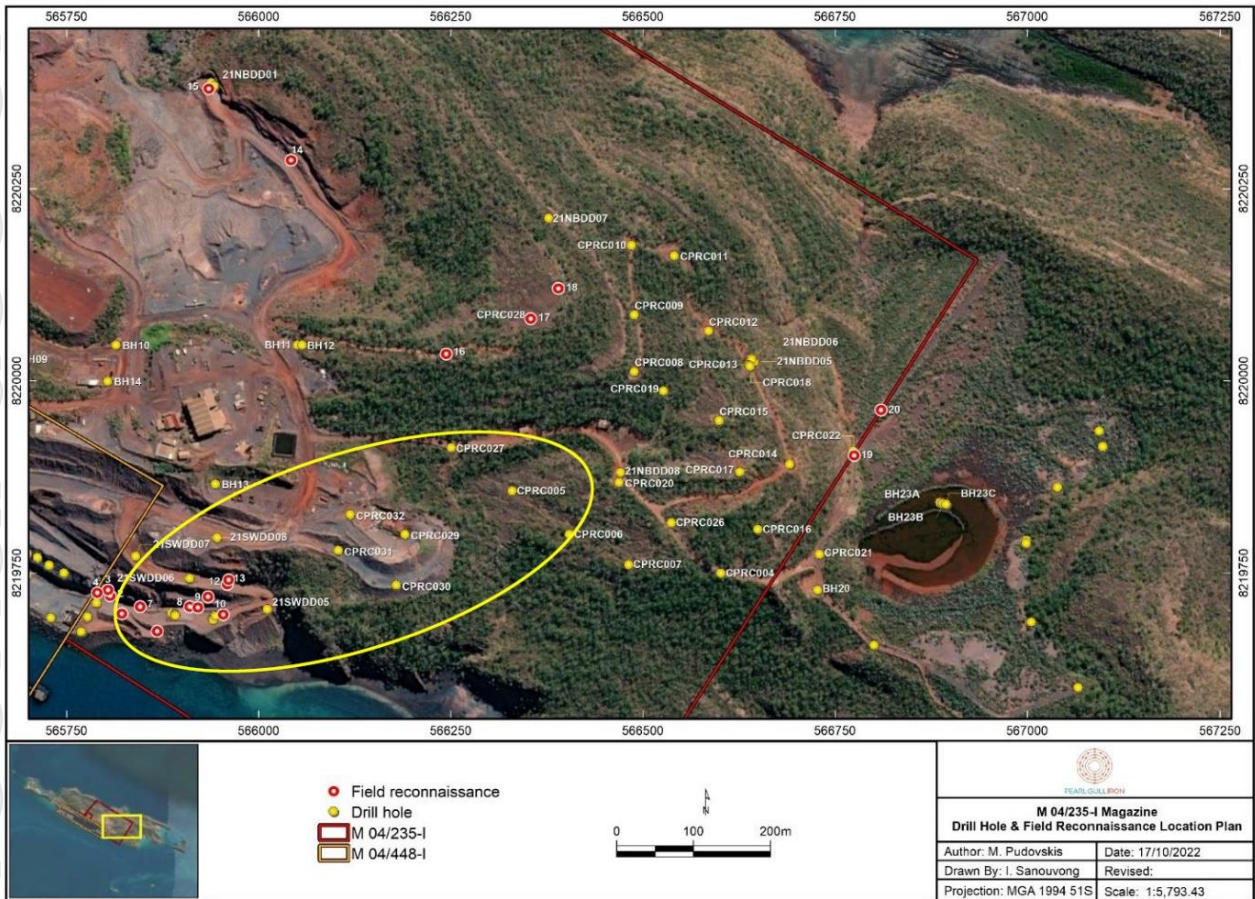 565750 566000 566250 566500 566750 567000 567250
21NBDD01
15
14
8220250
8220250
21NBDD07
CPRC010
CPRC011
18
CPRC028
17
CPRC009
CPRC012
BH10
BH11
BH12
16
21NBDD06
H09
CPRC008
CPRC013
21NBDD05
BH14
CPRC018
8220000
8220000
CPRC019
20
CPRC015
CPRC022
CPRC027
19
CPRC014
CPRC017
21NBDD08
BH13
CPRC005
CPRC020
BH23A
BH23C
BH23B
CPRC032
CPRC026
CPRC016
21SWDD07
21SWDD08
CPRC029
CPRC006
CPRC031
CPRC021
8219750
8219750
CPRC007
CPRC004
21SWDD06
12
13
CPRC030
BH20
4
3
9
7
8
10
21SWDD05
565750 566000 566250 566500 566750 567000 567250
Field reconnaissance
Drill hole
M 04/235-I
M 04/448-I
N
0 100 200m
PEARL GULL IRON
M 04/235-I Magazine
Drill Hole & Field Reconnaissance Location Plan
Author: M. Pudovskis
Date: 17/10/2022
Drawn By: I. Sanouvong
Revised:
Projection: MGA 1994 51S
Scale: 1:5,793.43